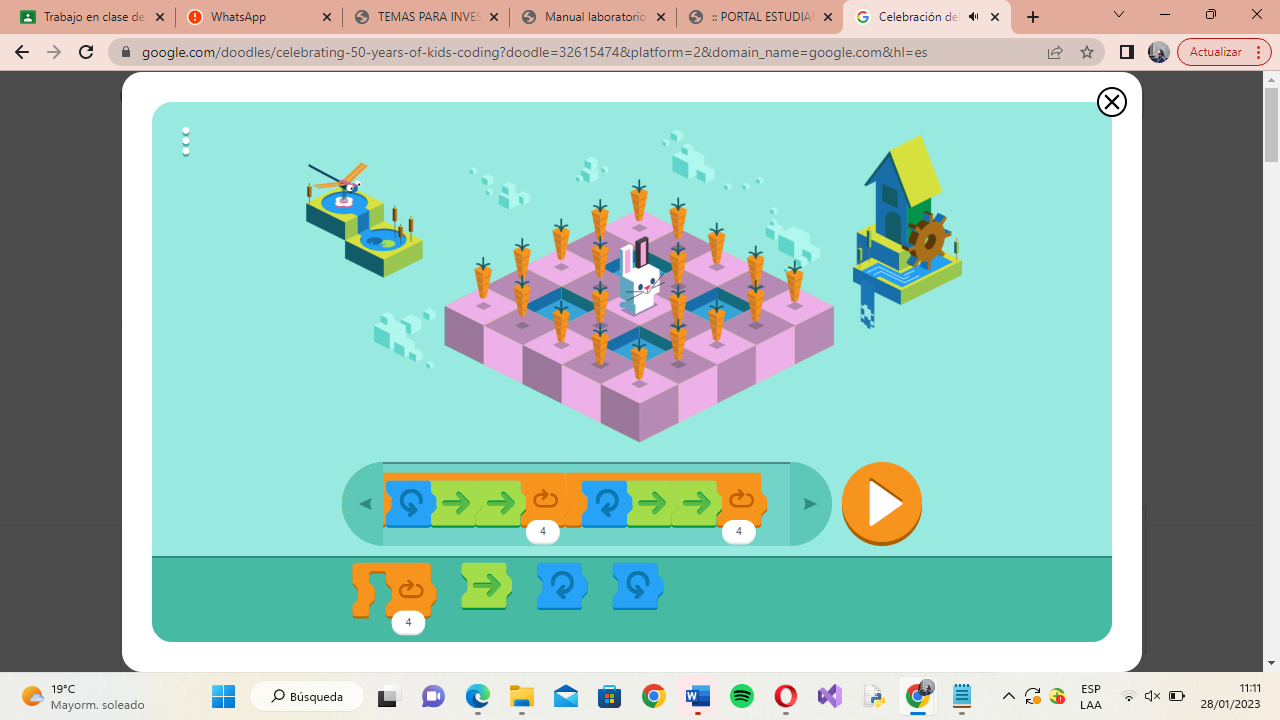 Trabajo en clase de
WhatsApp
TEMAS PARA INVES
Manual laboratorio
:: PORTAL ESTUDIAN
Celebración del
google.com/doodles/celebrating-50-years-of-kids-coding?doodle=32615474&platform=2&domain_name=google.com&hl=es
Actualizar
4
4
4
19°C
Mayorm. soleado
Búsqueda
ESP
LAA
11:11
28/01/2023